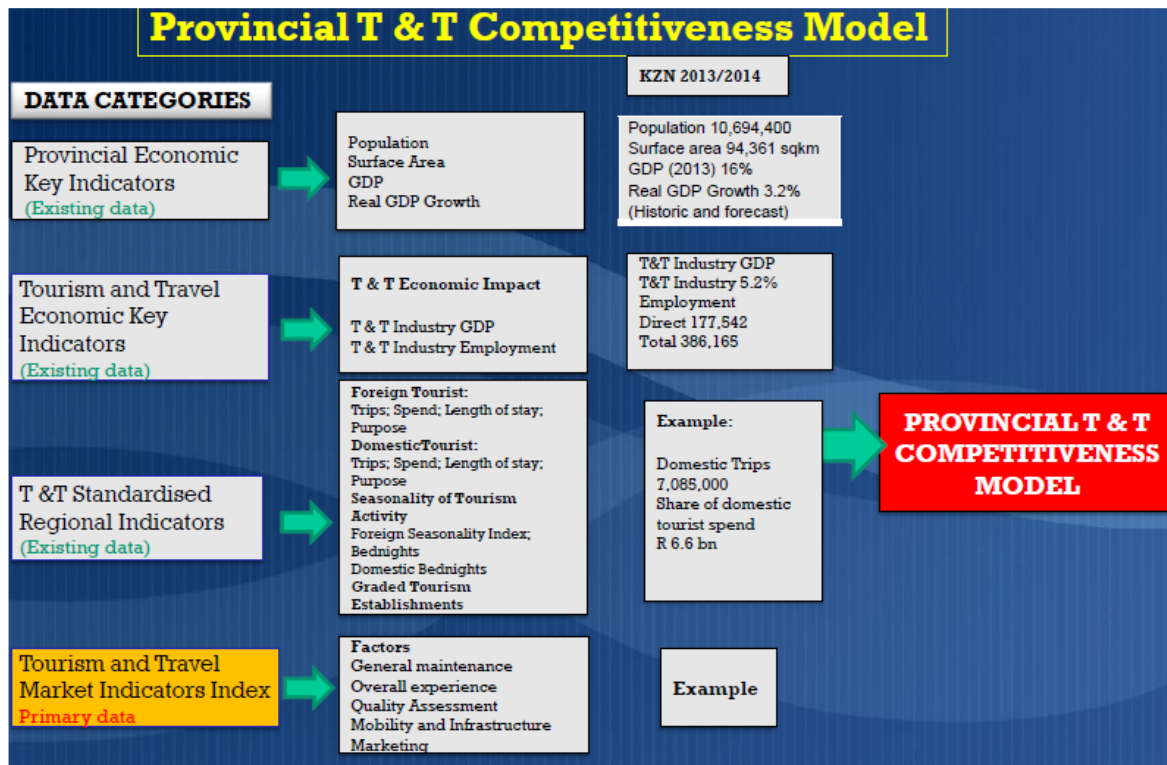 Provincial T & T Competitiveness Model
KZN 2013/2014
DATA CATEGORIES
Provincial Economic
Key Indicators
(Existing data)
Population
Surface Area
GDP
Real GDP Growth
Population 10,694,400
Surface area 94,361 sqkm
GDP (2013) 16%
Real GDP Growth 3.2%
(Historic and forecast)
Tourism and Travel
Economic Key
Indicators
(Existing data)
T & T Economic Impact
T & T Industry GDP
T & T Industry Employment
T&T Industry GDP
T&T Industry 5.2%
Employment
Direct 177,542
Total 386,165
T &T Standardised
Regional Indicators
(Existing data)
Foreign Tourist:
Trips; Spend; Length of stay;
Purpose
DomesticTourist:
Trips; Spend; Length of stay;
Purpose
Seasonality of Tourism
Activity
Foreign Seasonality Index;
Bednights
Domestic Bednights
Graded Tourism
Establishments
Example:
Domestic Trips
7,085,000
Share of domestic
tourist spend
R 6.6 bn
PROVINCIAL T & T
COMPETITIVENESS
MODEL
Tourism and Travel
Market Indicators Index
Primary data
Factors
General maintenance
Overall experience
Quality Assessment
Mobility and Infrastructure
Marketing
Example